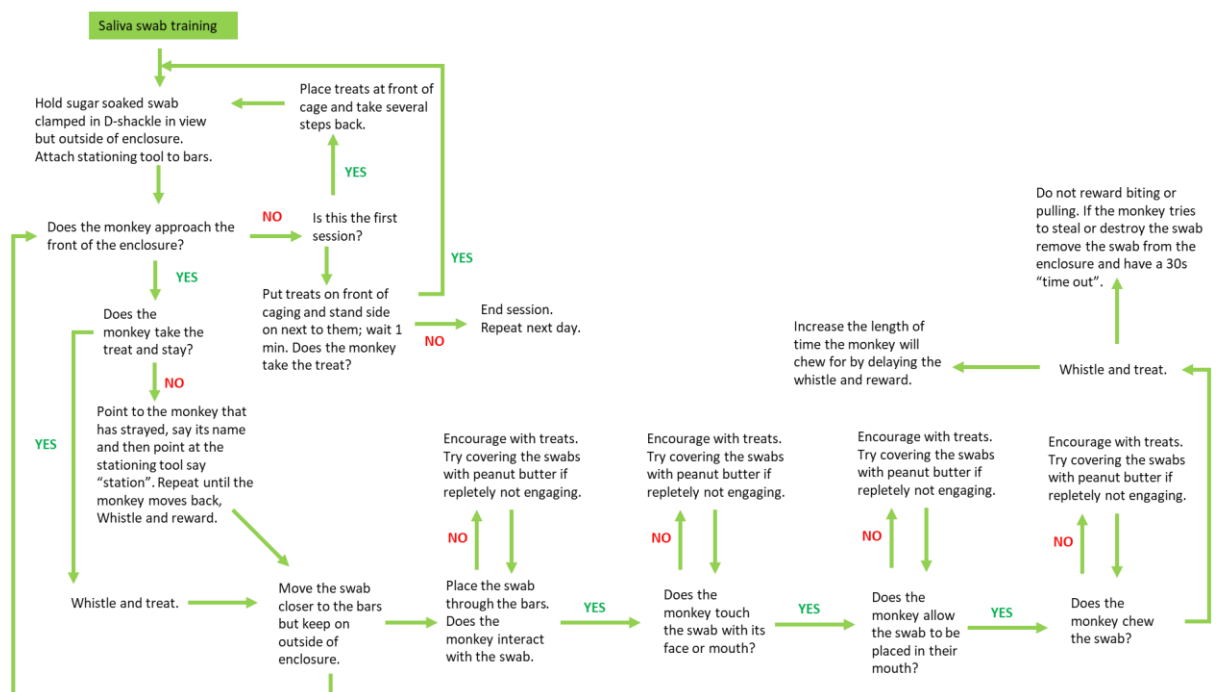 Saliva swab training
Hold sugar soaked swab
clamped in D-shackle in view
but outside of enclosure.
Attach stationing tool to bars.
Place treats at front of
cage and take several
steps back.
YES
Does the monkey approach the
front of the enclosure?
NO
Is this the first
session?
YES
YES
Put treats on front of
caging and stand side
on next to them; wait 1
min. Does the monkey
take the treat?
NO
End session.
Repeat next day.
Does the
monkey take the
treat and stay?
NO
YES
Point to the monkey that
has strayed, say its name
and then point at the
stationing tool say
“station”. Repeat until the
monkey moves back,
Whistle and reward.
Whistle and treat.
Move the swab
closer to the bars
but keep on
outside of
enclosure.
Encourage with treats.
Try covering the swabs
with peanut butter if
repletely not engaging.
NO
Place the swab
through the bars.
Does the
monkey interact
with the swab.
YES
Encourage with treats.
Try covering the swabs
with peanut butter if
repletely not engaging.
NO
Does the
monkey touch
the swab with its
face or mouth?
YES
Encourage with treats.
Try covering the swabs
with peanut butter if
repletely not engaging.
NO
Does the
monkey allow
the swab to be
placed in their
mouth?
YES
Encourage with treats.
Try covering the swabs
with peanut butter if
repletely not engaging.
NO
Does the
monkey chew
the swab?
Whistle and treat.
Increase the length of
time the monkey will
chew for by delaying the
whistle and reward.
Do not reward biting or
pulling. If the monkey tries
to steal or destroy the swab
remove the swab from the
enclosure and have a 30s
“time out”.